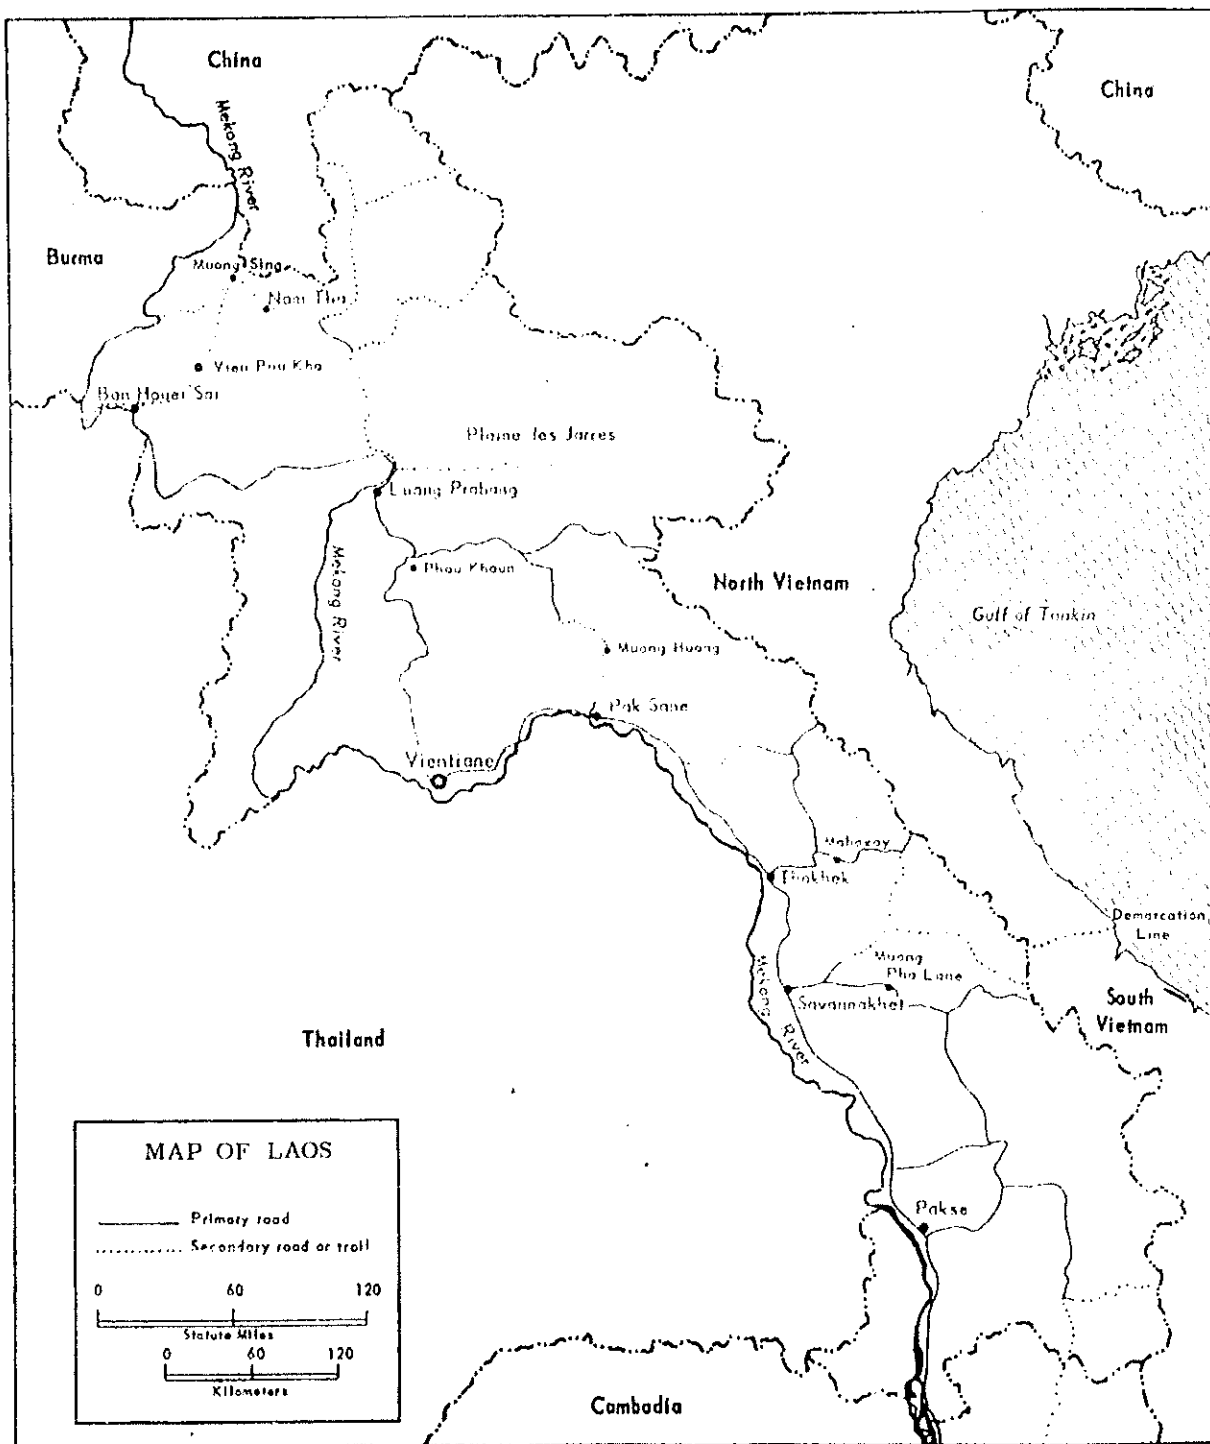 China
China
Mekong River
Burma
Muong Sing
Nam Tha
Vien Pou Kha
Ban Houei Sai
Plaine des Jarres
Luang Prabang
Mekong River
Phou Khoun
North Vietnam
Gulf of Tonkin
Muong Huong
Pak Sane
Vientiane
Mahaxay
Thakhek
Demarcation
Line
Muong
Pha Lane
Mekong River
Savannakhet
South
Vietnam
Thailand
MAP OF LAOS
Primary road
Secondary road or trail
0 60 120
Statute Miles
0 60 120
Kilometers
Pakse
Cambodia